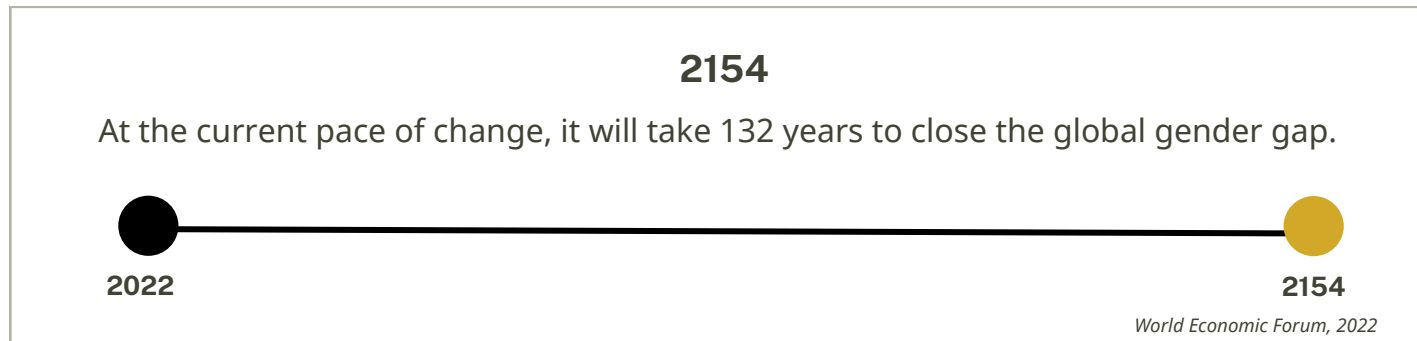 2154
At the current pace of change, it will take 132 years to close the global gender gap.
2022
2154
World Economic Forum, 2022